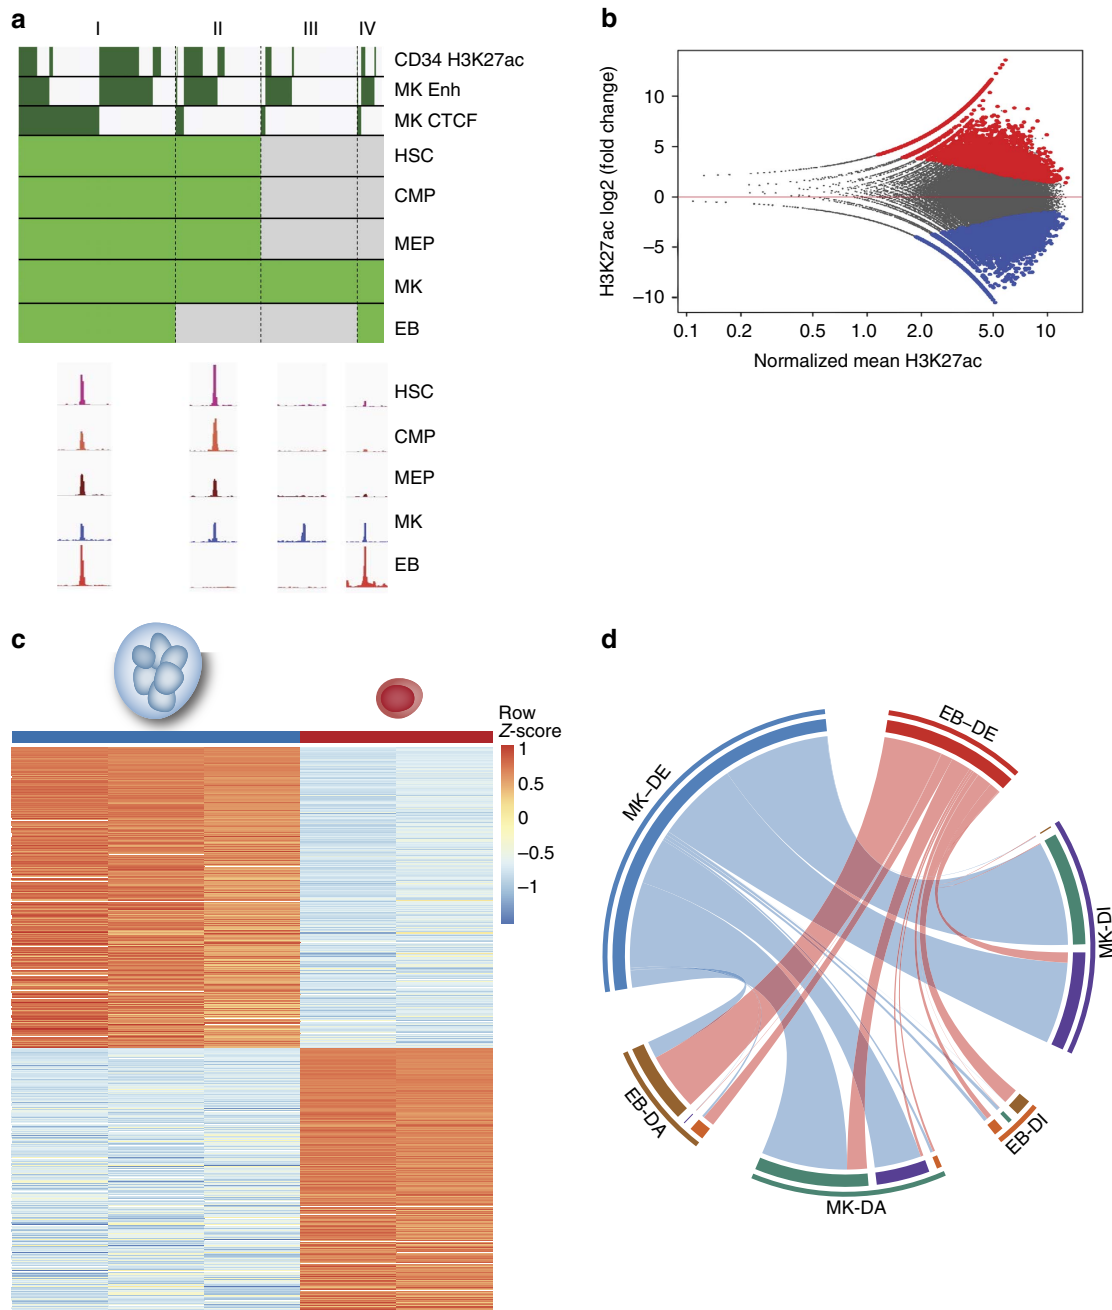 a
I II III IV
CD34 H3K27ac
MK Enh
MK CTCF
HSC
CMP
MEP
MK
EB
HSC
CMP
MEP
MK
EB
b
H3K27ac log2 (fold change)
10
5
0
−5
−10
0.1 0.2 0.5 1.0 2.0 5.0 10
Normalized mean H3K27ac
c
Row
Z-score
1
0.5
0
−0.5
−1
d
MK–DE
EB–DE
MK-DI
EB-DI
MK-DA
EB-DA